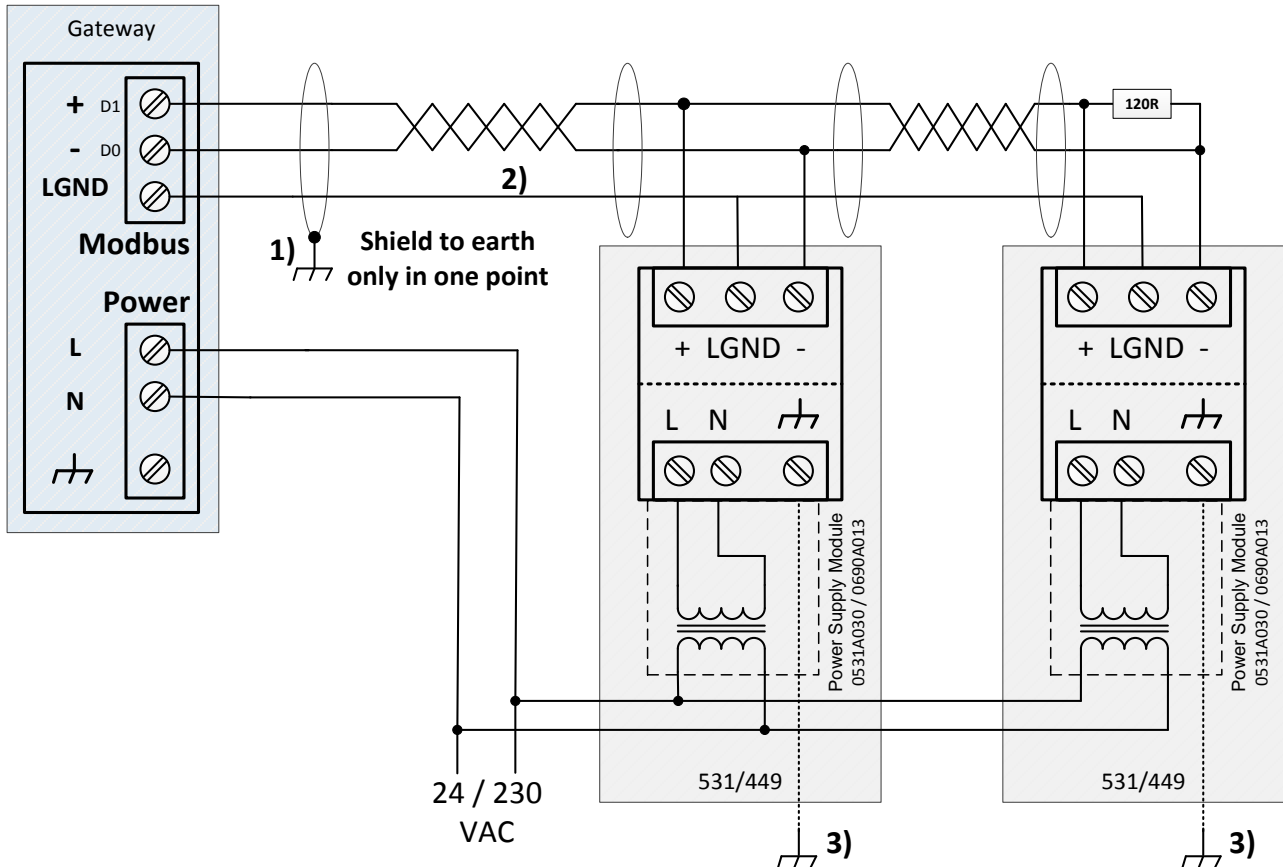 Gateway
+ D1
- D0
LGND
Modbus
Power
L
N
1)
Shield to earth
only in one point
2)
120R
+ LGND -
L N
Power Supply Module
0531A030 / 0690A013
531/449
3)
+ LGND -
L N
Power Supply Module
0531A030 / 0690A013
531/449
3)
24 / 230
VAC